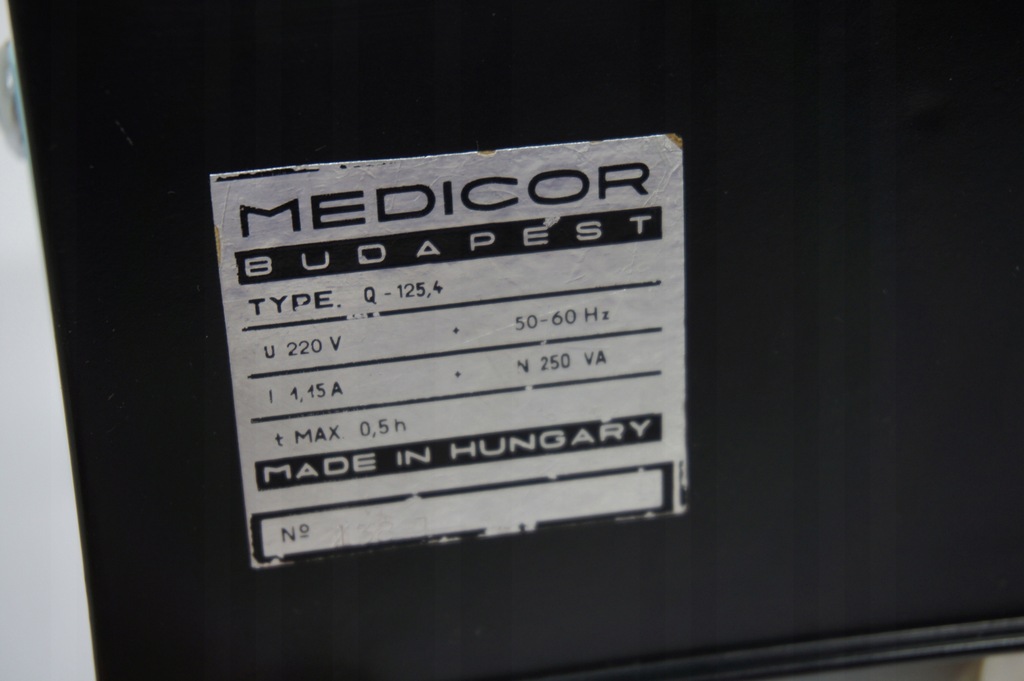 MEDICOR
BUDAPEST
TYPE. Q-125,4
U 220 V • 50-60 Hz
I 1,15 A • N 250 VA
t MAX. 0,5 h
MADE IN HUNGARY
Nº